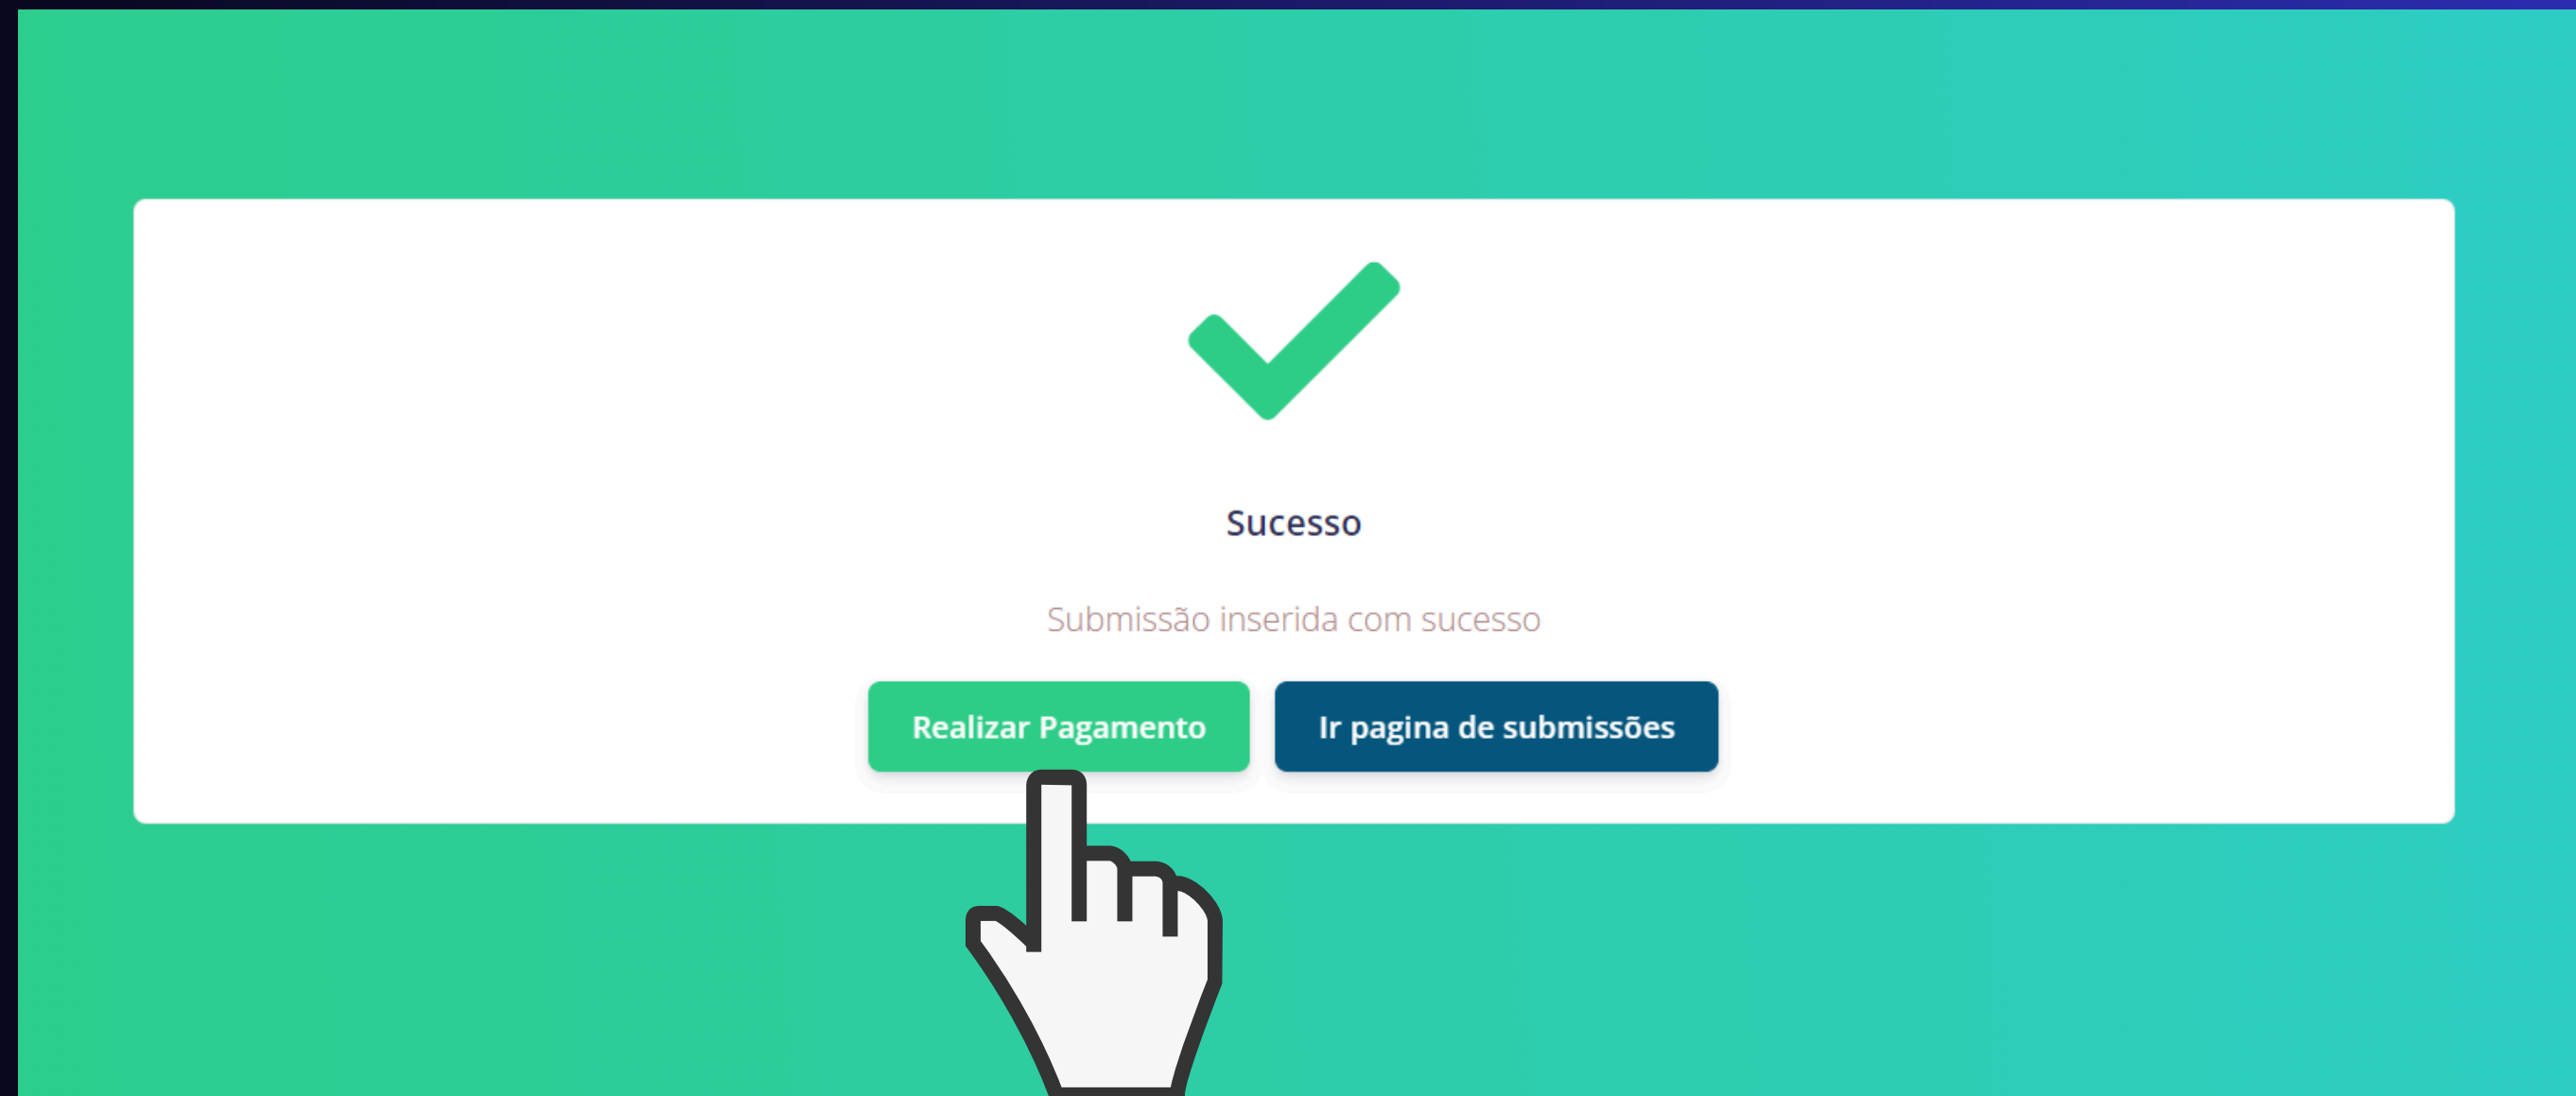 Sucesso
Submissão inserida com sucesso
Realizar Pagamento
Ir pagina de submissões